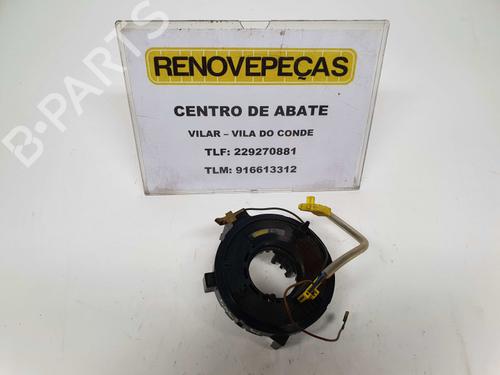 RENOVEPEÇAS
CENTRO DE ABATE
VILAR – VILA DO CONDE
TLF: 229270881
TLM: 916613312
B-PARTS